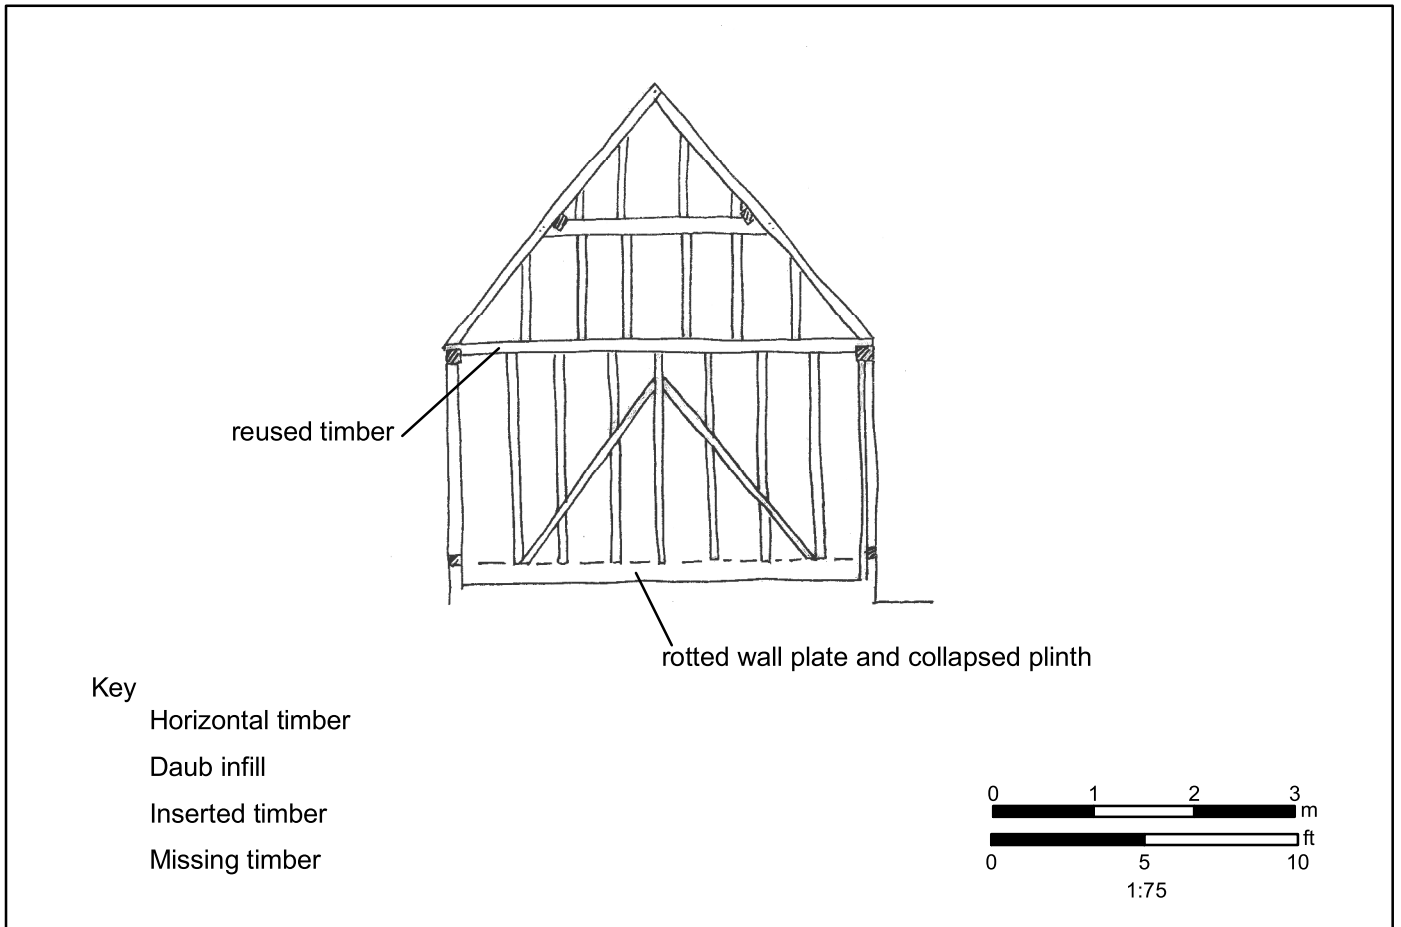 reused timber
rotted wall plate and collapsed plinth
Key
Horizontal timber
Daub infill
Inserted timber
Missing timber
0 1 2 3
m
ft
0 5 10
1:75